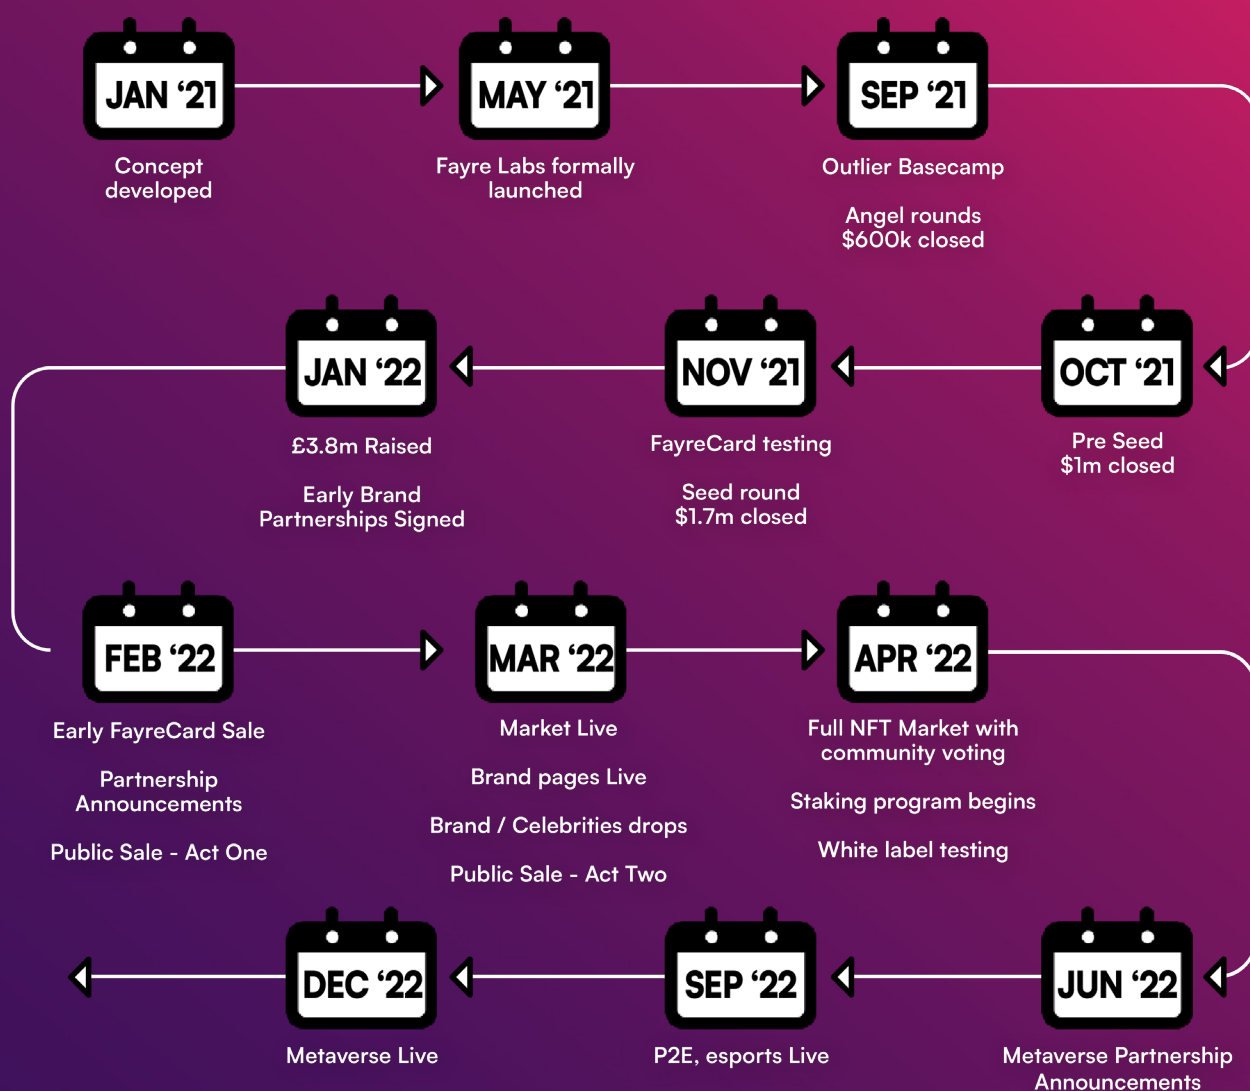 JAN ‘21
Concept
developed
MAY ‘21
Fayre Labs formally
launched
SEP ‘21
Outlier Basecamp
Angel rounds
$600k closed
OCT ‘21
Pre Seed
$1m closed
NOV ‘21
FayreCard testing
Seed round
$1.7m closed
JAN ‘22
£3.8m Raised
Early Brand
Partnerships Signed
FEB ‘22
Early FayreCard Sale
Partnership
Announcements
Public Sale - Act One
MAR ‘22
Market Live
Brand pages Live
Brand / Celebrities drops
Public Sale - Act Two
APR ‘22
Full NFT Market with
community voting
Staking program begins
White label testing
JUN ‘22
Metaverse Partnership
Announcements
SEP ‘22
P2E, esports Live
DEC ‘22
Metaverse Live